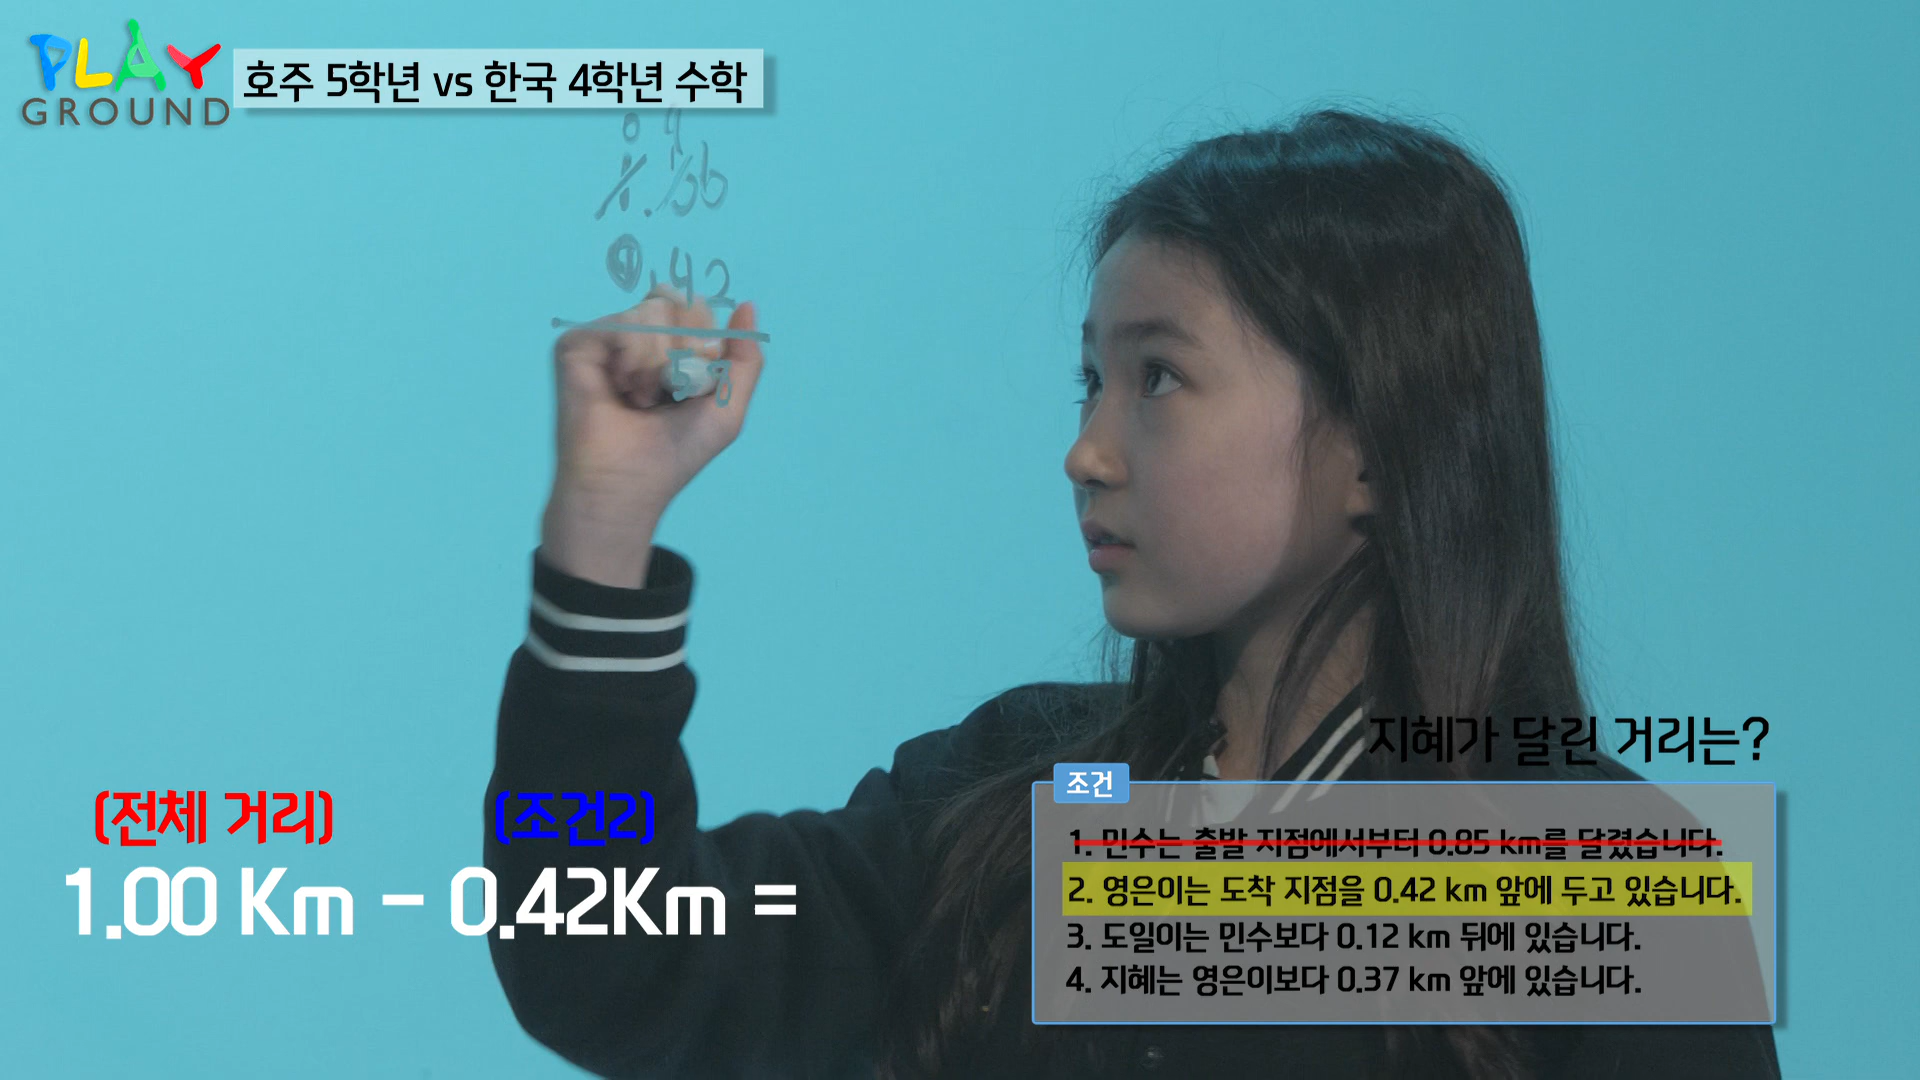 PLAY
GROUND
호주 5학년 vs 한국 4학년 수학
0 9
1.00
0.42
58
지혜가 달린 거리는?
조건
1. 민수는 출발 지점에서부터 0.85 km를 달렸습니다.
2. 영은이는 도착 지점을 0.42 km 앞에 두고 있습니다.
3. 도일이는 민수보다 0.12 km 뒤에 있습니다.
4. 지혜는 영은이보다 0.37 km 앞에 있습니다.
(전체 거리) (조건2)
1.00 Km - 0.42Km =